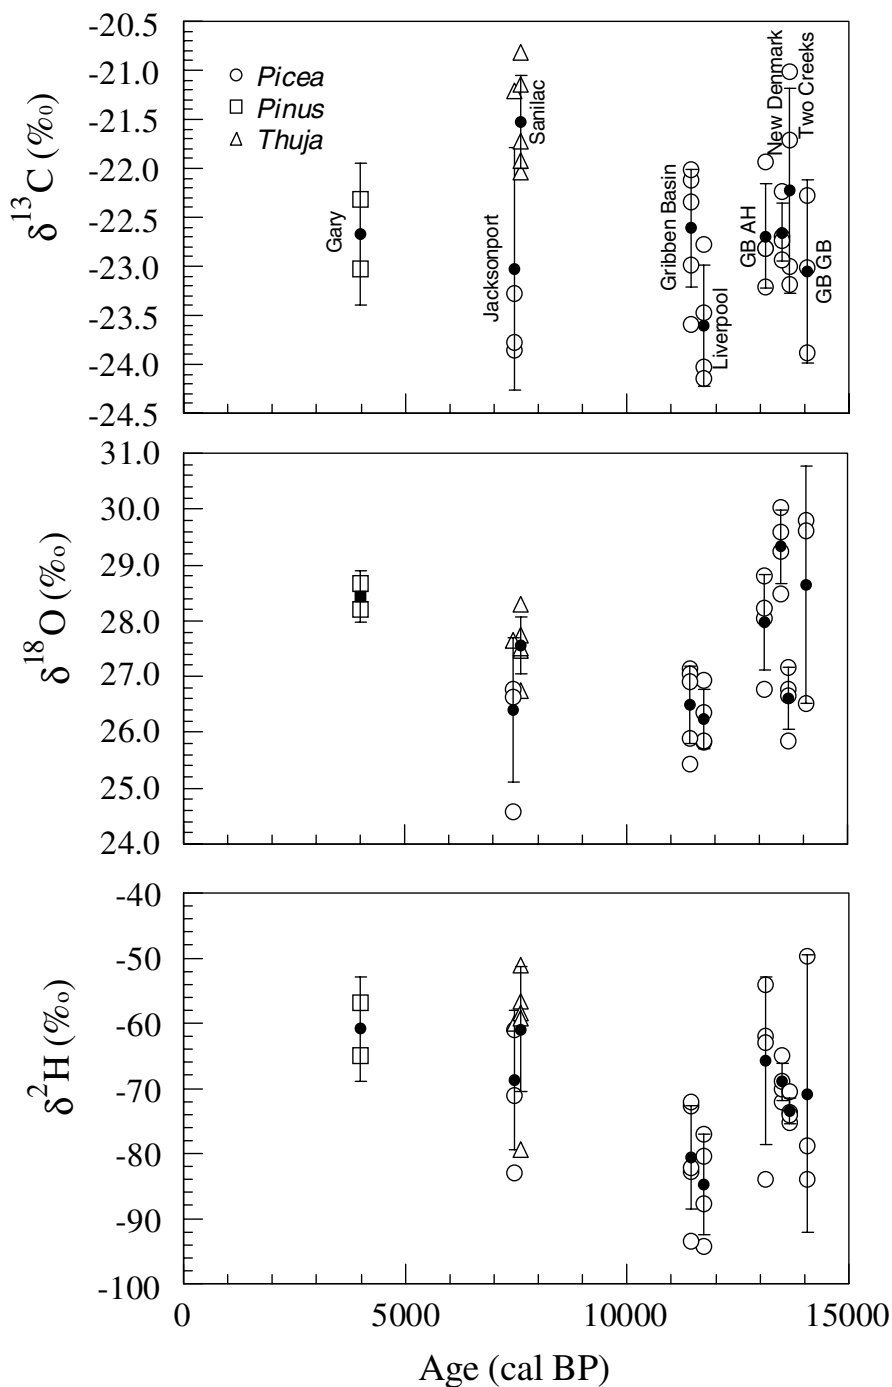 -20.5
-21.0
-21.5
-22.0
-22.5
-23.0
-23.5
-24.0
-24.5
δ13C (‰)
Picea
Pinus
Thuja
Gary
Jacksonport
Sanilac
Gribben Basin
Liverpool
GB AH
New Denmark
Two Creeks
GB GB
31.0
30.0
29.0
28.0
27.0
26.0
25.0
24.0
δ18O (‰)
-40
-50
-60
-70
-80
-90
-100
δ2H (‰)
0
5000
10000
15000
Age (cal BP)